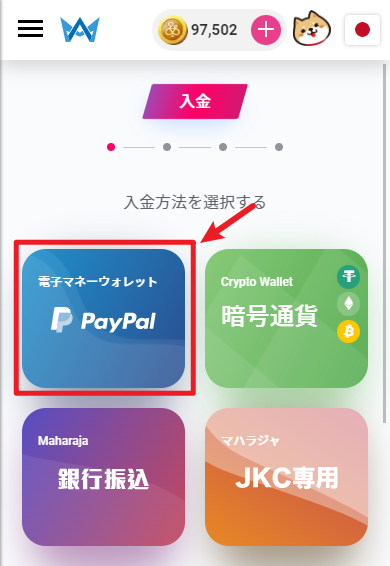 97,502
入金
入金方法を選択する
電子マネーウォレット
PayPal
Crypto Wallet
暗号通貨
Maharaja
銀行振込
マハラジャ
JKC専用